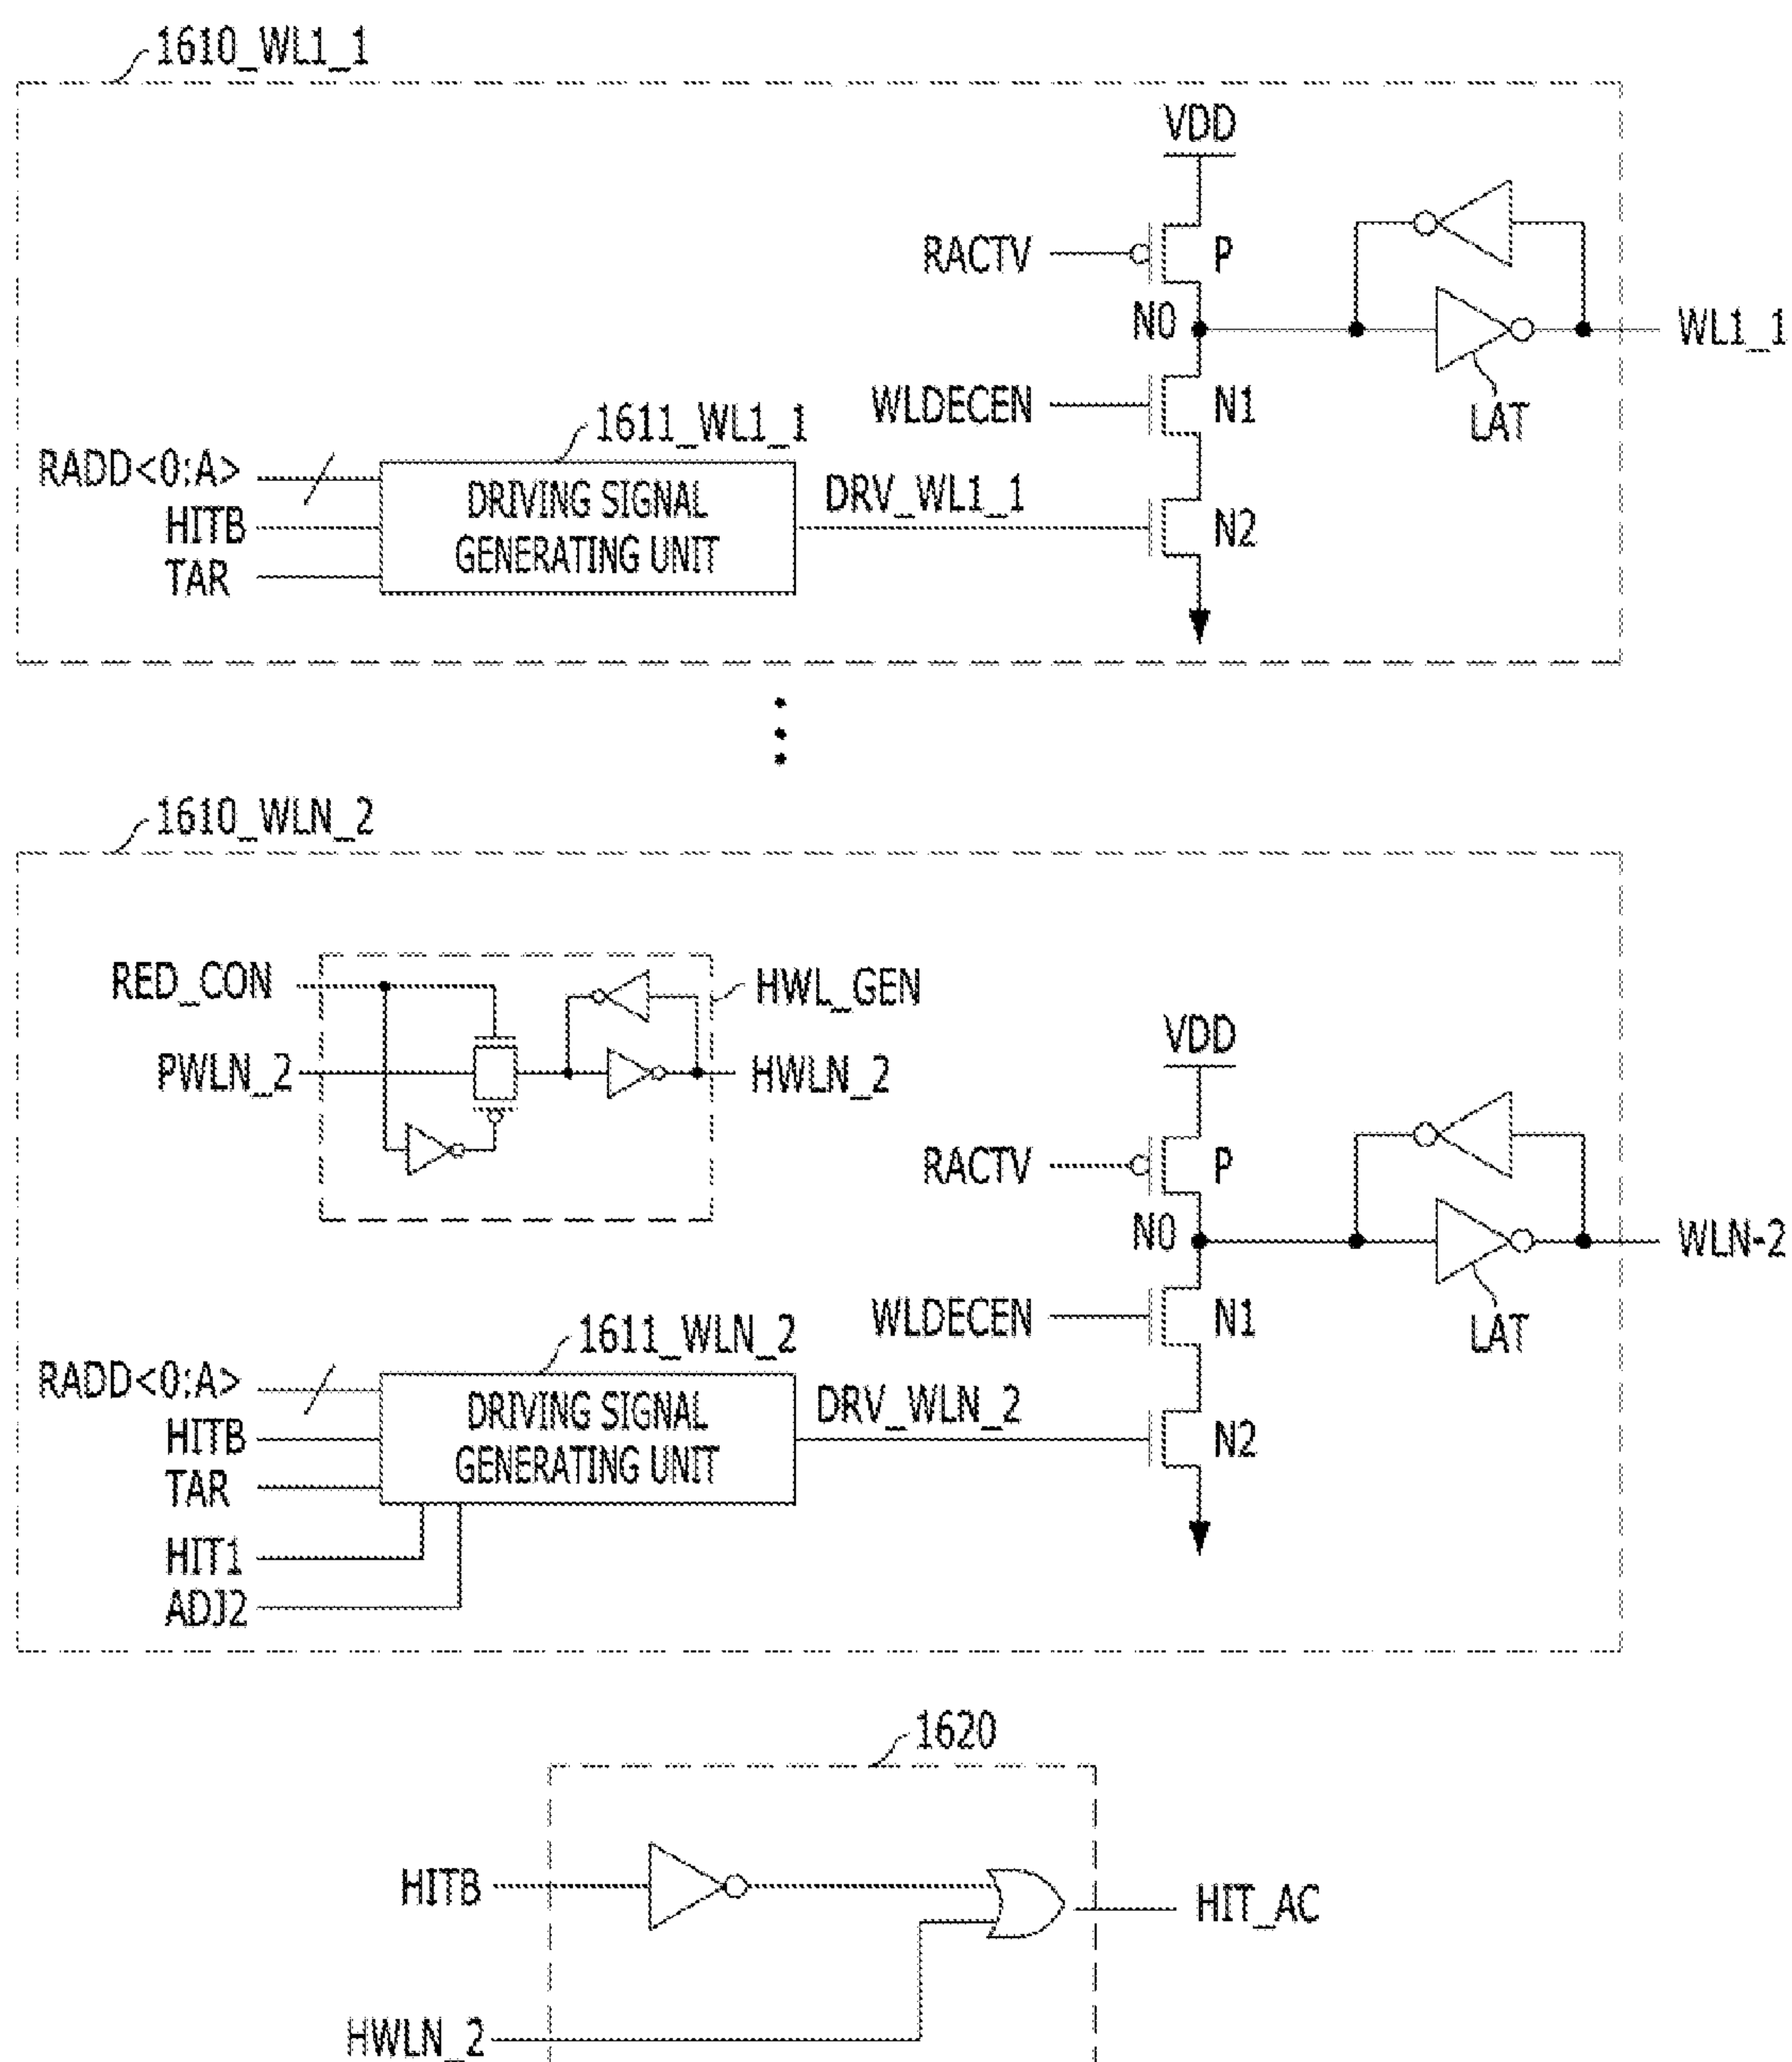 1610_WL1_1
VDD
RACTV
P
N0
WL1_1
WLDECEN
N1
LAT
1611_WL1_1
RADD<0:A>
DRIVING SIGNAL
GENERATING UNIT
DRV_WL1_1
HITB
N2
TAR
1610_WLN_2
RED_CON
HWL_GEN
PWLN_2
HWLN_2
VDD
RACTV
P
N0
WLN-2
WLDECEN
N1
LAT
1611_WLN_2
RADD<0:A>
DRIVING SIGNAL
GENERATING UNIT
DRV_WLN_2
HITB
N2
TAR
HIT1
ADJ2
1620
HITB
HIT_AC
HWLN_2